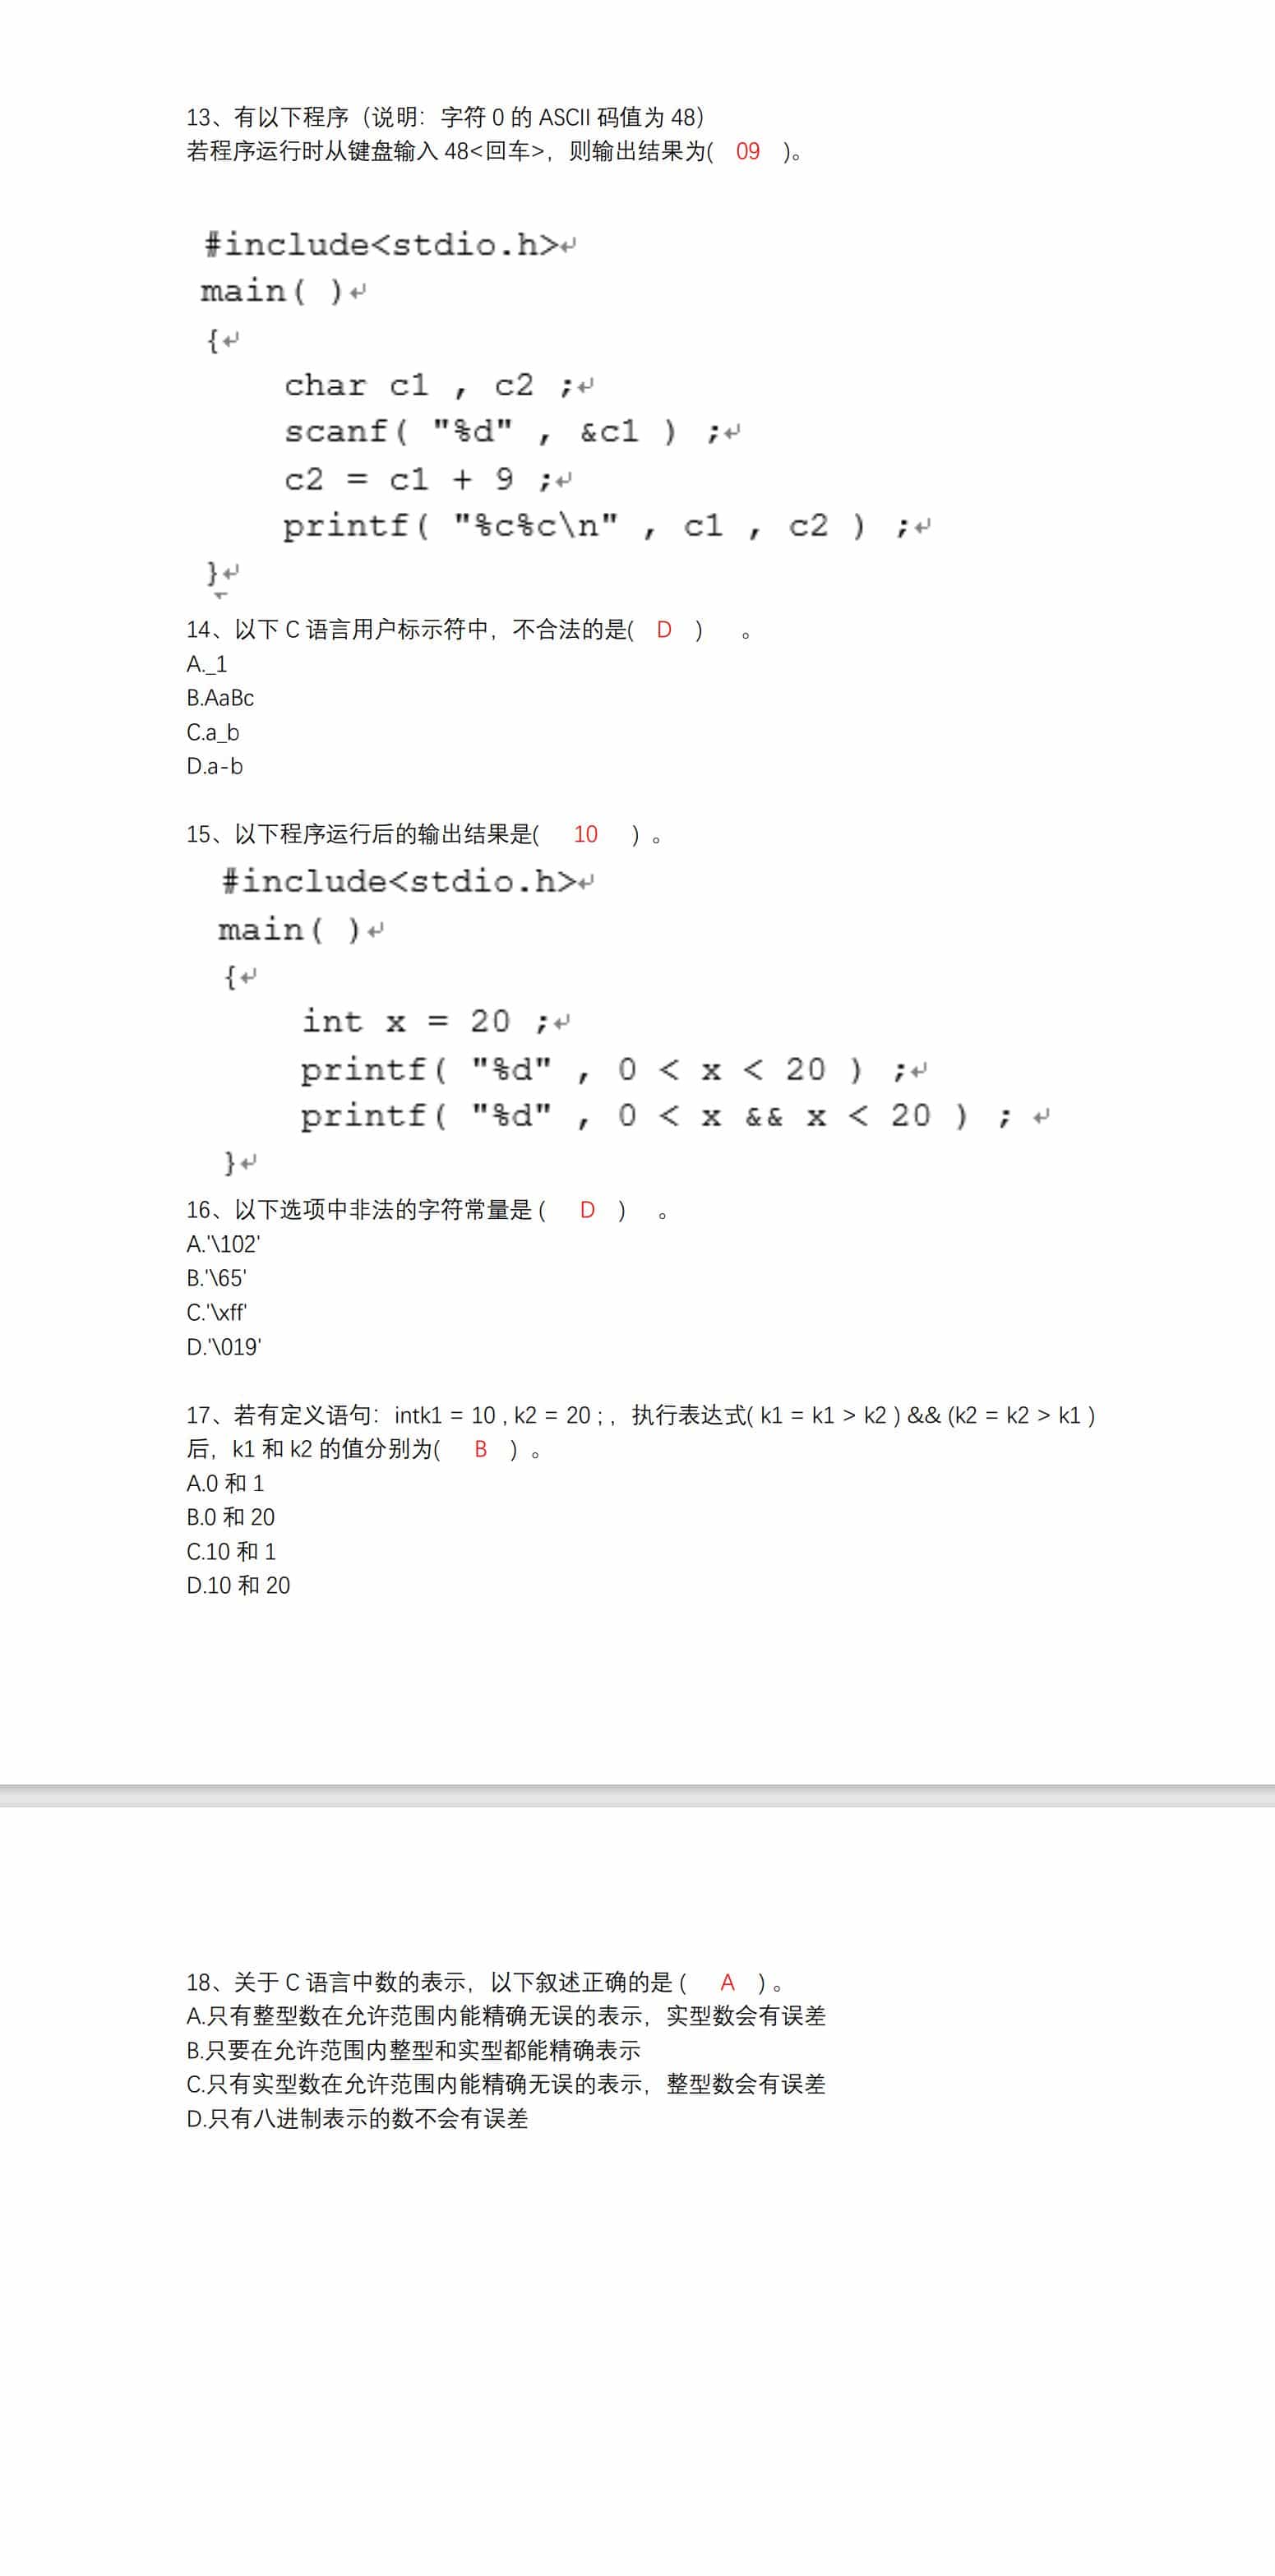 13、有以下程序（说明：字符 0 的 ASCII 码值为 48）
若程序运行时从键盘输入 48<回车>，则输出结果为( 09 )。
#include<stdio.h>↵
main( )↵
{↵
char c1 , c2 ;↵
scanf( "%d" , &c1 ) ;↵
c2 = c1 + 9 ;↵
printf( "%c%c\n" , c1 , c2 ) ;↵
}↵
14、以下 C 语言用户标示符中，不合法的是( D ) 。
A._1
B.AaBc
C.a_b
D.a-b
15、以下程序运行后的输出结果是( 10 ) 。
#include<stdio.h>↵
main( )↵
{↵
int x = 20 ;↵
printf( "%d" , 0 < x < 20 ) ;↵
printf( "%d" , 0 < x && x < 20 ) ; ↵
}↵
16、以下选项中非法的字符常量是 ( D ) 。
A.'\102'
B.'\65'
C.'\xff'
D.'\019'
17、若有定义语句：intk1 = 10 , k2 = 20 ; ，执行表达式( k1 = k1 > k2 ) && (k2 = k2 > k1 )
后，k1 和 k2 的值分别为( B ) 。
A.0 和 1
B.0 和 20
C.10 和 1
D.10 和 20
18、关于 C 语言中数的表示，以下叙述正确的是 ( A ) 。
A.只有整型数在允许范围内能精确无误的表示，实型数会有误差
B.只要在允许范围内整型和实型都能精确表示
C.只有实型数在允许范围内能精确无误的表示，整型数会有误差
D.只有八进制表示的数不会有误差